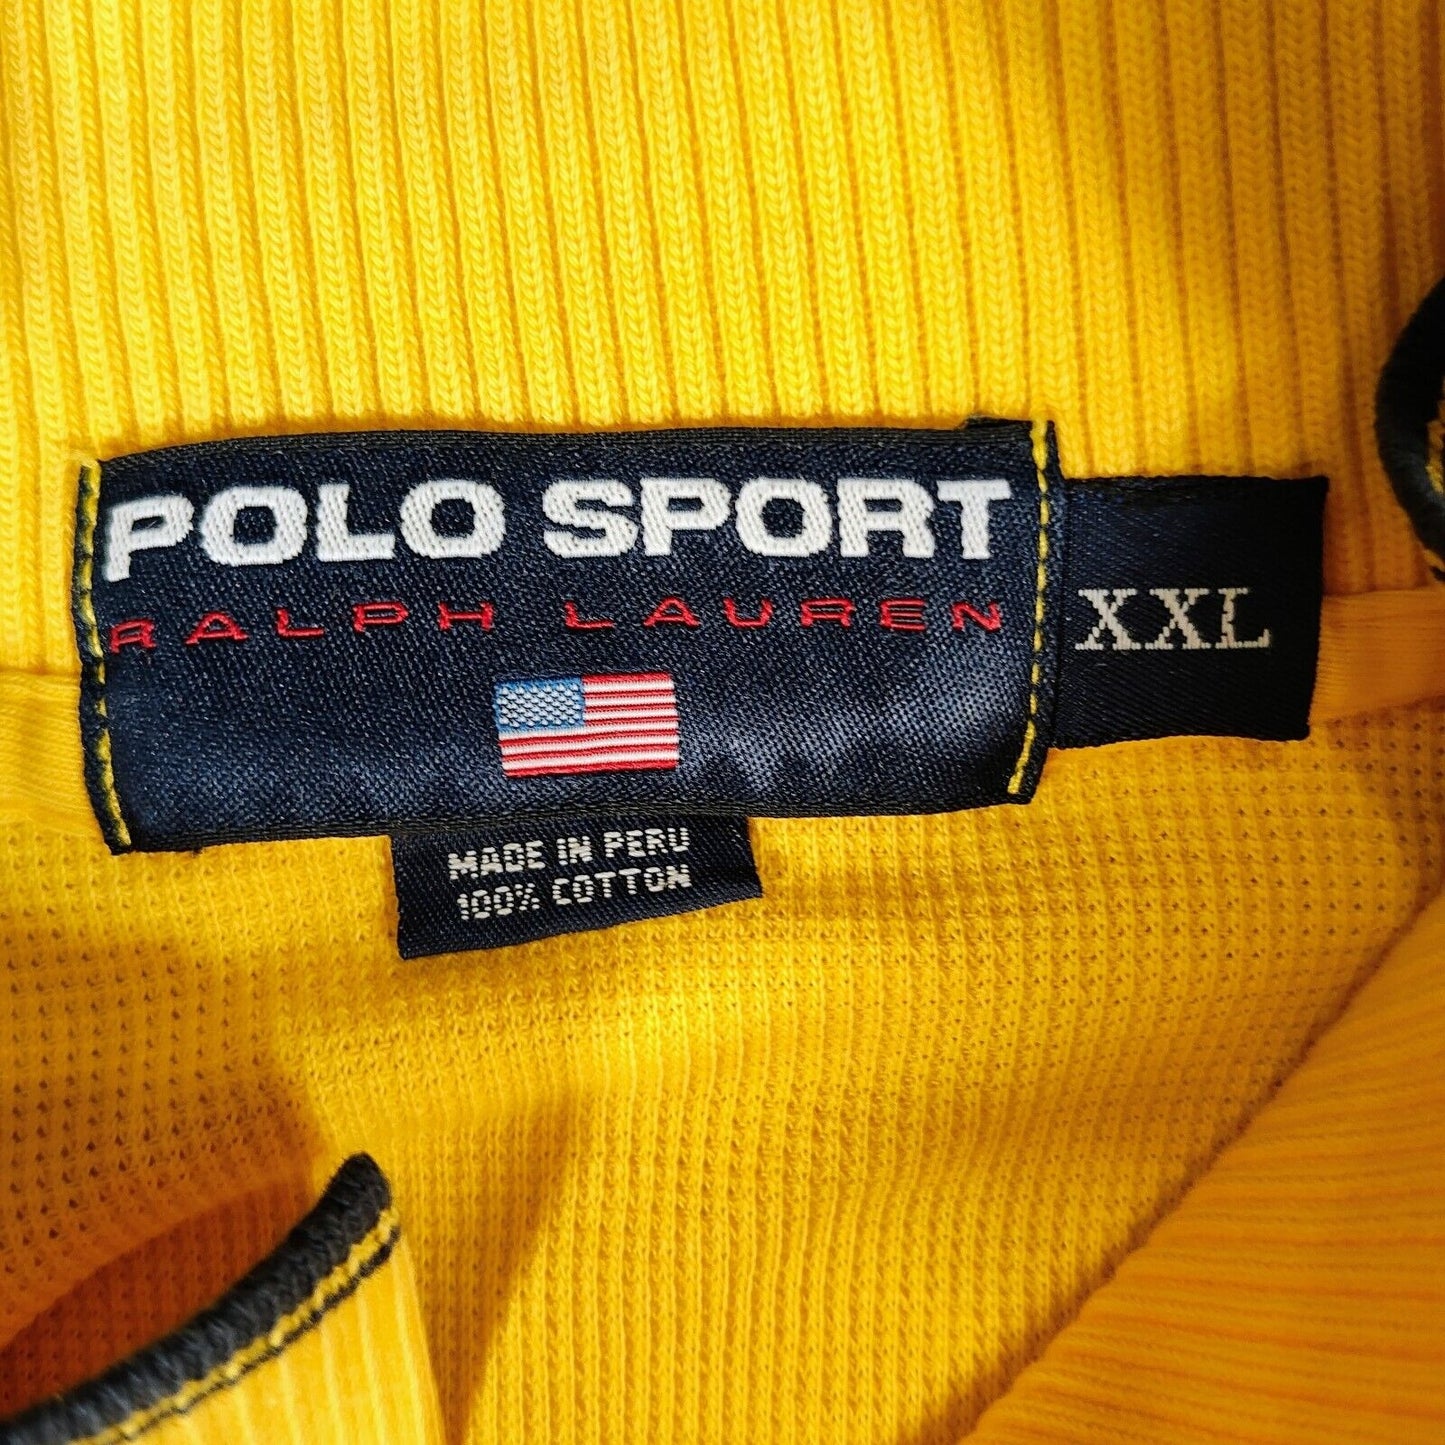 POLO SPORT
RALPH LAUREN
XXL
MADE IN PERU
100% COTTON